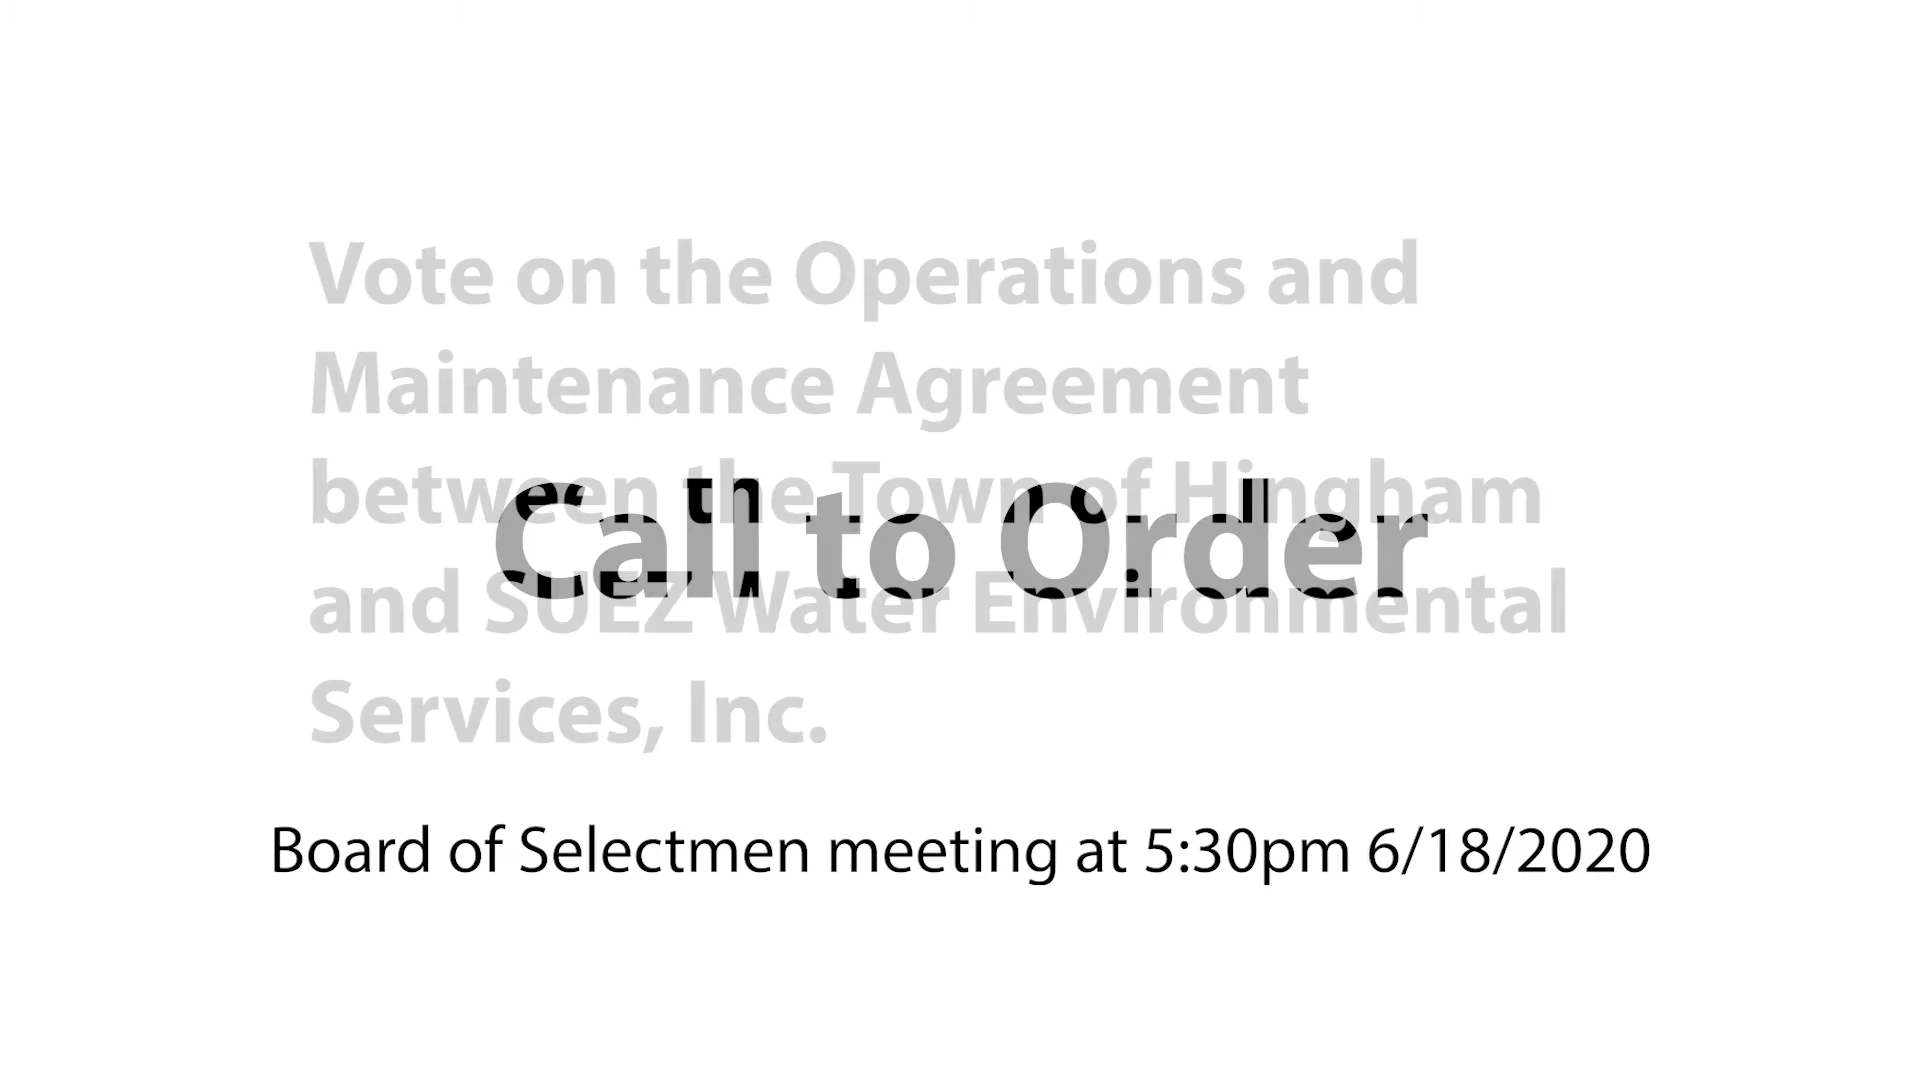 Vote on the Operations and
Maintenance Agreement
between the Town of Hingham
Call to Order
and SUEZ Water Environmental
Services, Inc.
Board of Selectmen meeting at 5:30pm 6/18/2020